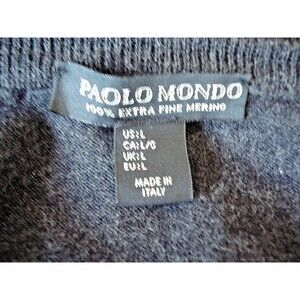 PAOLO MONDO
100% EXTRA FINE MERINO
US:L
CA:L/G
UK:L
EU:L
MADE IN
ITALY